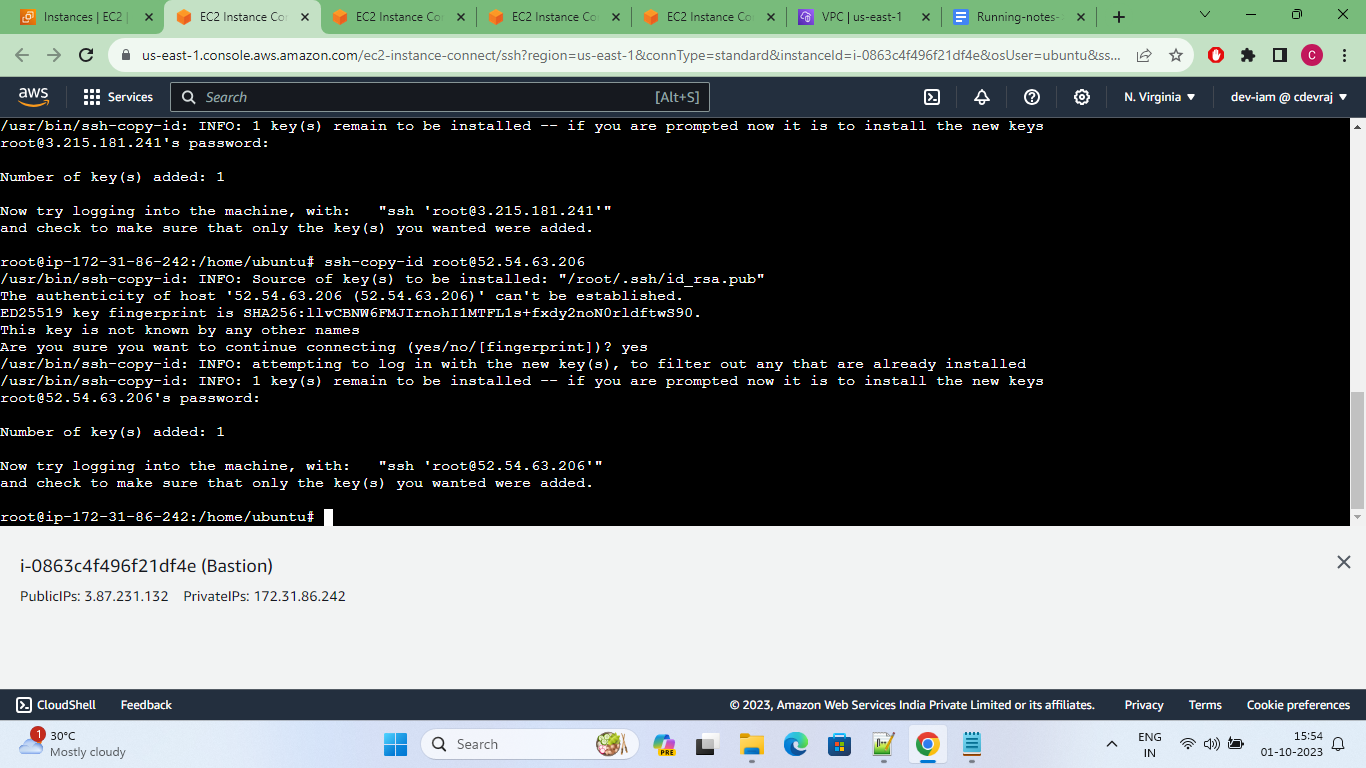 Instances | EC2 |
EC2 Instance Co
EC2 Instance Co
EC2 Instance Co
EC2 Instance Co
VPC | us-east-1
Running-notes-
us-east-1.console.aws.amazon.com/ec2-instance-connect/ssh?region=us-east-1&connType=standard&instanceId=i-0863c4f496f21df4e&osUser=ubuntu&ss...
C
aws
Services
Search
[Alt+S]
N. Virginia
dev-iam @ cdevraj
/usr/bin/ssh-copy-id: INFO: 1 key(s) remain to be installed -- if you are prompted now it is to install the new keys
root@3.215.181.241's password:
Number of key(s) added: 1
Now try logging into the machine, with:   "ssh 'root@3.215.181.241'"
and check to make sure that only the key(s) you wanted were added.
root@ip-172-31-86-242:/home/ubuntu# ssh-copy-id root@52.54.63.206
/usr/bin/ssh-copy-id: INFO: Source of key(s) to be installed: "/root/.ssh/id_rsa.pub"
The authenticity of host '52.54.63.206 (52.54.63.206)' can't be established.
ED25519 key fingerprint is SHA256:llvCBNW6FMJIrnohI1MTFL1s+fxdy2noN0rldftwS90.
This key is not known by any other names
Are you sure you want to continue connecting (yes/no/[fingerprint])? yes
/usr/bin/ssh-copy-id: INFO: attempting to log in with the new key(s), to filter out any that are already installed
/usr/bin/ssh-copy-id: INFO: 1 key(s) remain to be installed -- if you are prompted now it is to install the new keys
root@52.54.63.206's password:
Number of key(s) added: 1
Now try logging into the machine, with:   "ssh 'root@52.54.63.206'"
and check to make sure that only the key(s) you wanted were added.
root@ip-172-31-86-242:/home/ubuntu#
i-0863c4f496f21df4e (Bastion)
PublicIPs: 3.87.231.132    PrivateIPs: 172.31.86.242
CloudShell
Feedback
© 2023, Amazon Web Services India Private Limited or its affiliates.
Privacy
Terms
Cookie preferences
1
30°C
Mostly cloudy
Search
PRE
ENG
IN
15:54
01-10-2023